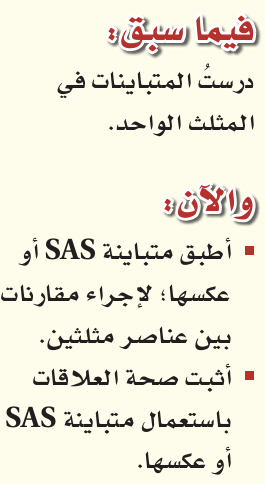 فيما سبق:
درستُ المتباينات في
المثلث الواحد.
والآن:
▪ أطبق متباينة SAS أو
عكسها؛ لإجراء مقارنات
بين عناصر مثلثين.
▪ أثبت صحة العلاقات
باستعمال متباينة SAS
أو عكسها.